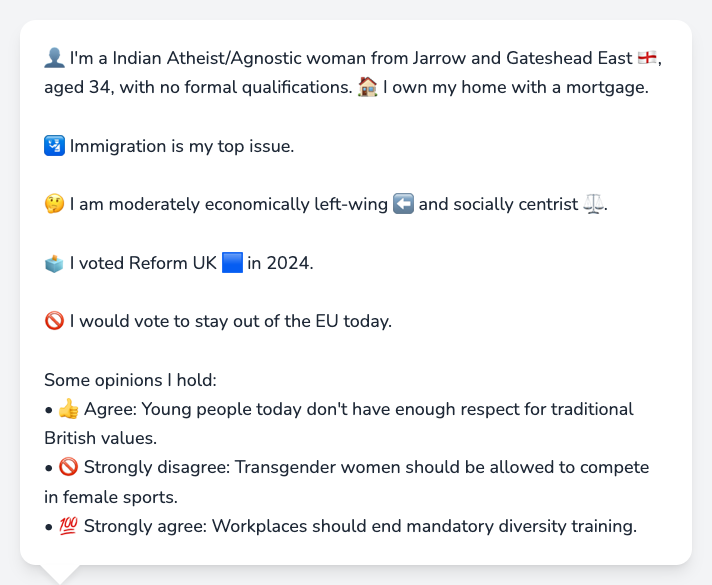 👤 I'm a Indian Atheist/Agnostic woman from Jarrow and Gateshead East 🏴󠁧󠁢󠁥󠁮󠁧󠁿,
aged 34, with no formal qualifications. 🏠 I own my home with a mortgage.
🛂 Immigration is my top issue.
🤔 I am moderately economically left-wing ⬅️ and socially centrist ⚖️.
🗳️ I voted Reform UK 🟦 in 2024.
🚫 I would vote to stay out of the EU today.
Some opinions I hold:
• 👍 Agree: Young people today don't have enough respect for traditional
British values.
• 🚫 Strongly disagree: Transgender women should be allowed to compete
in female sports.
• 💯 Strongly agree: Workplaces should end mandatory diversity training.